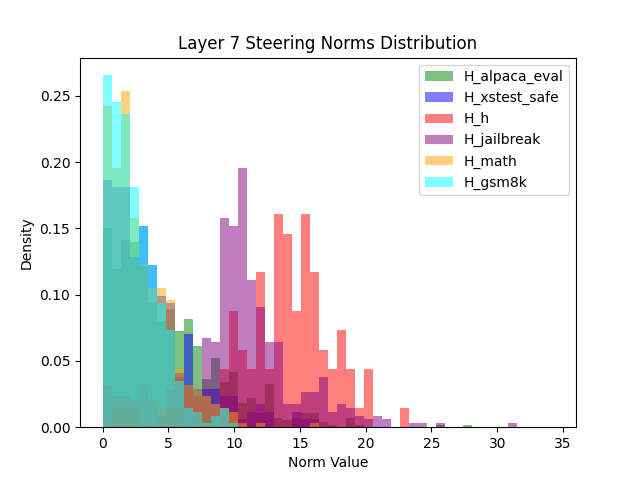 Layer 7 Steering Norms Distribution
H_alpaca_eval
H_xstest_safe
H_h
H_jailbreak
H_math
H_gsm8k
Density
0.25
0.20
0.15
0.10
0.05
0.00
0 5 10 15 20 25 30 35
Norm Value